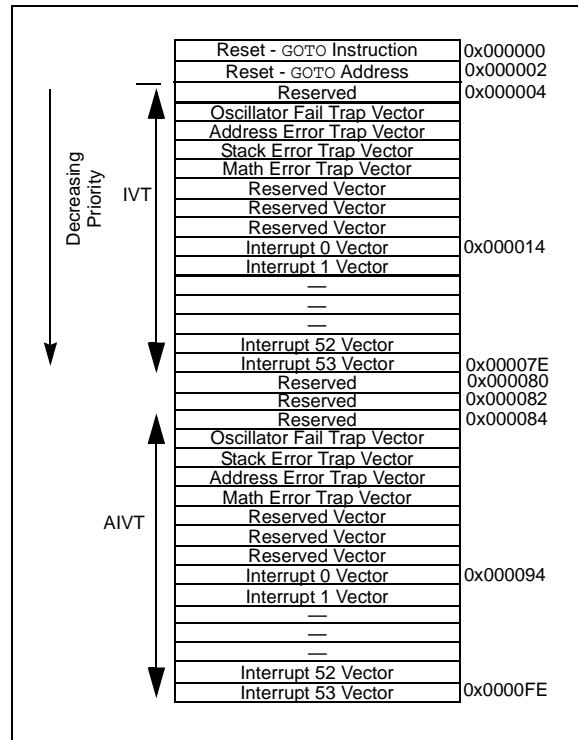 Reset - GOTO Instruction 0x000000
Reset - GOTO Address 0x000002
Reserved 0x000004
Oscillator Fail Trap Vector
Address Error Trap Vector
Stack Error Trap Vector
Math Error Trap Vector
Reserved Vector
Reserved Vector
Reserved Vector
Interrupt 0 Vector 0x000014
Interrupt 1 Vector
—
—
—
Interrupt 52 Vector
Interrupt 53 Vector 0x00007E
Reserved 0x000080
Reserved 0x000082
Reserved 0x000084
Oscillator Fail Trap Vector
Stack Error Trap Vector
Address Error Trap Vector
Math Error Trap Vector
Reserved Vector
Reserved Vector
Reserved Vector
Interrupt 0 Vector 0x000094
Interrupt 1 Vector
—
—
—
Interrupt 52 Vector
Interrupt 53 Vector 0x0000FE
Decreasing
Priority
IVT
AIVT